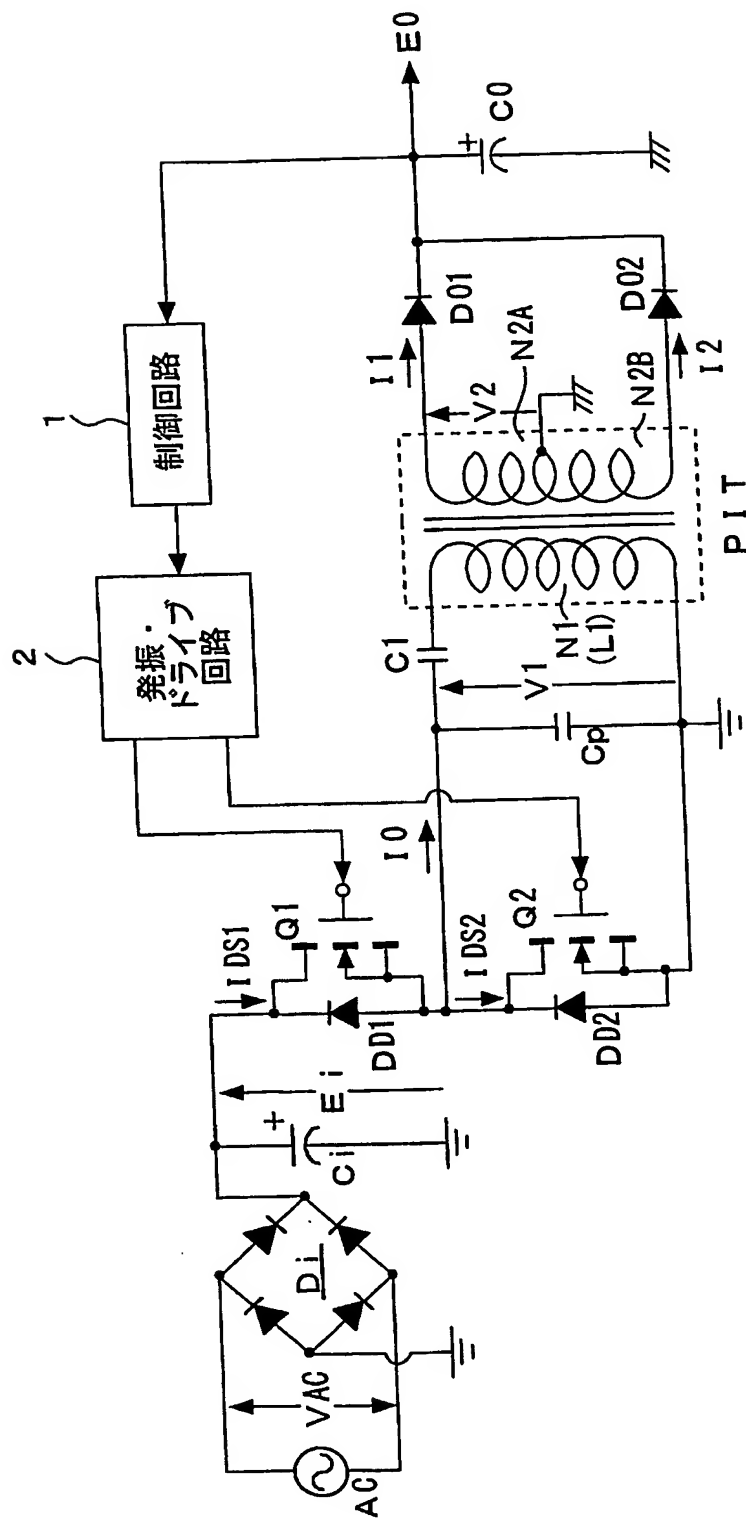 1
制御回路
2
発振・
ドライブ
回路
E0
+
C0
D01
D02
I1
I2
V2
N2A
N2B
PIT
N1
(L1)
C1
V1
Cp
I0
Q1
Q2
IDS1
IDS2
DD1
DD2
Ei
+
Ci
Di
VAC
AC